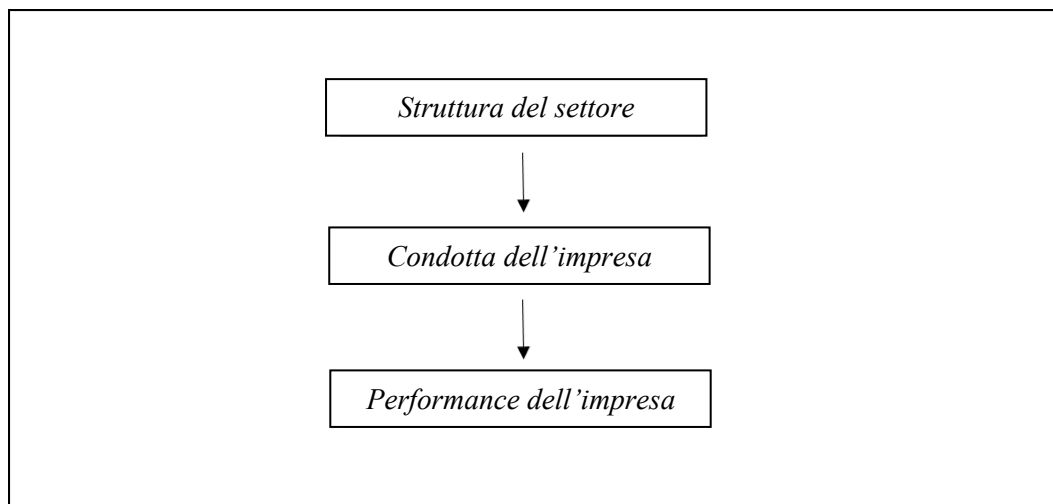 Struttura del settore
Condotta dell’impresa
Performance dell’impresa